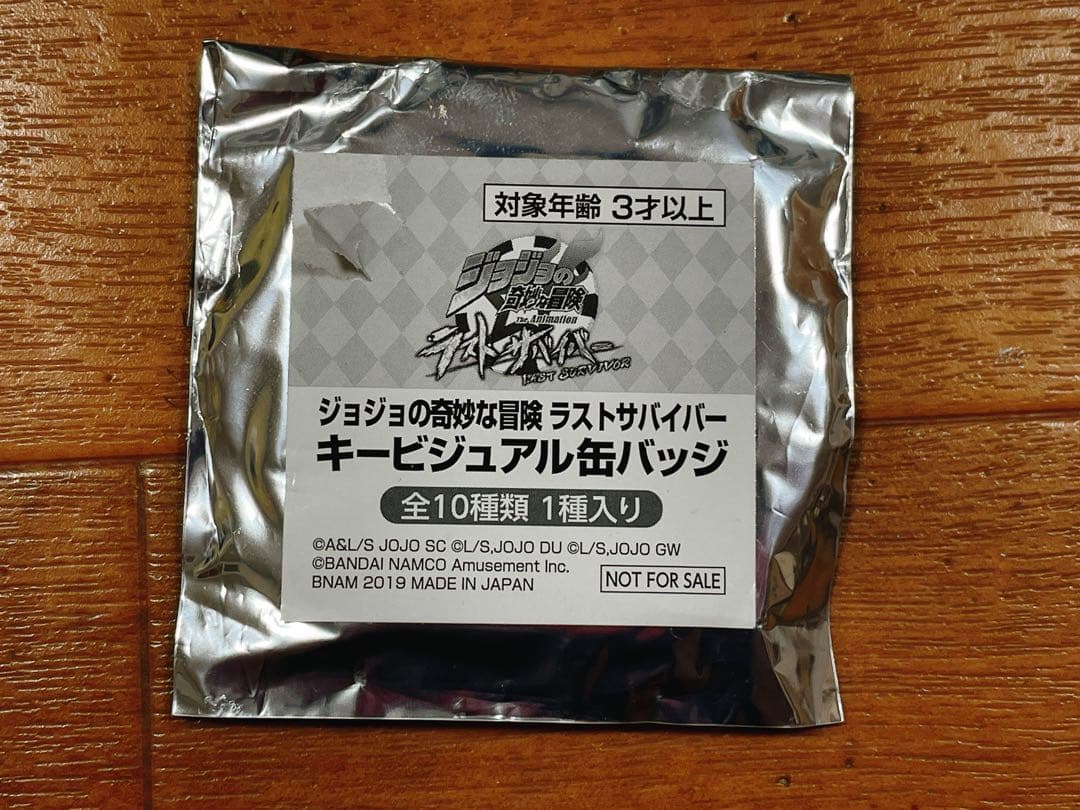 対象年齢 3才以上
ジョジョの
奇妙な冒険
The Animation
ラストサバイバー
LAST SURVIVOR
ジョジョの奇妙な冒険 ラストサバイバー
キービジュアル缶バッジ
全10種類 1種入り
©A&L/S JOJO SC ©L/S,JOJO DU ©L/S,JOJO GW
©BANDAI NAMCO Amusement Inc.
BNAM 2019 MADE IN JAPAN
NOT FOR SALE